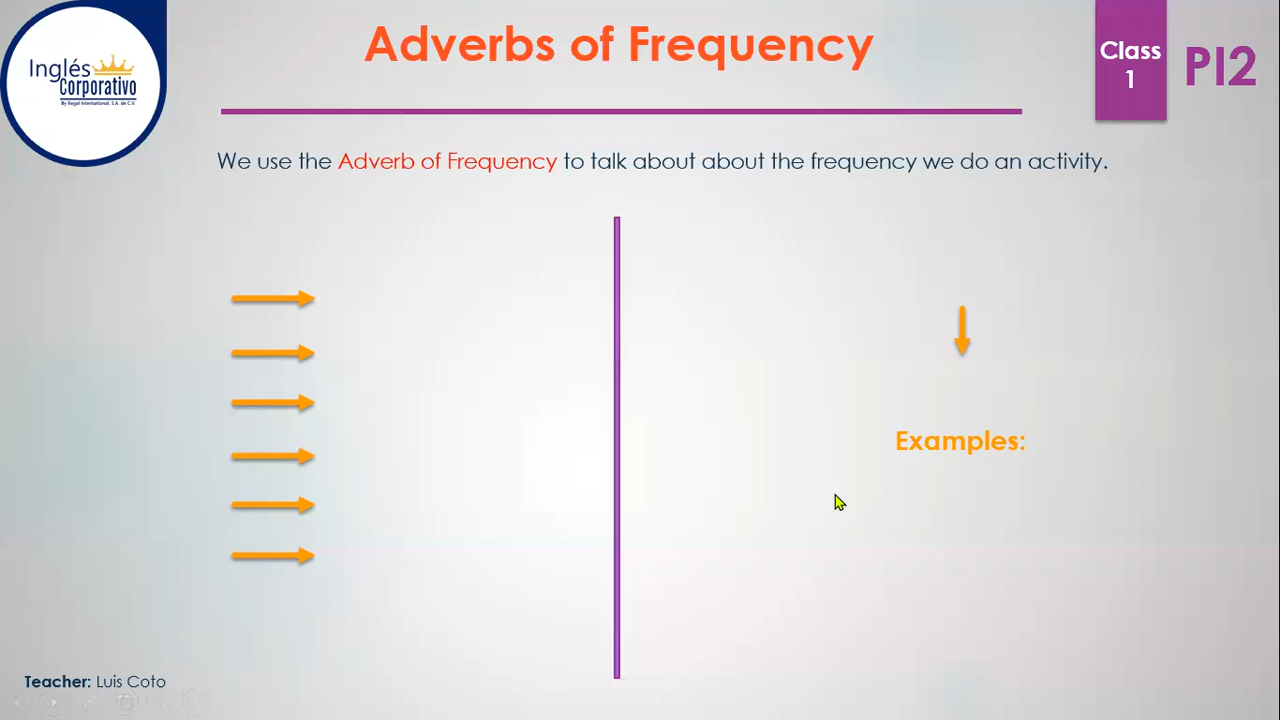 Inglés
Corporativo
By Regal International, S.A. de C.V.
Adverbs of Frequency
Class
1
PI2
We use the Adverb of Frequency to talk about about the frequency we do an activity.
Examples:
Teacher: Luis Coto